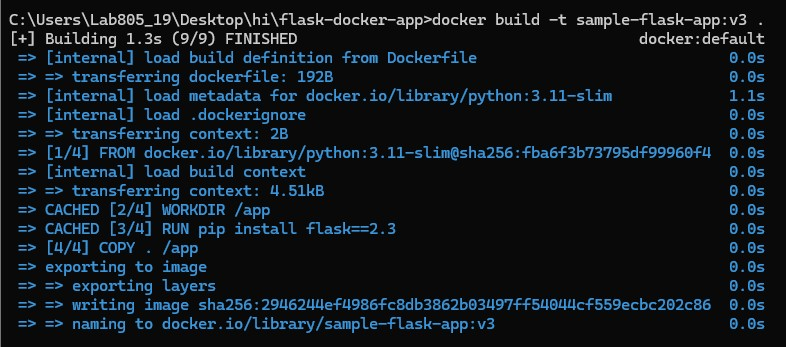 C:\Users\Lab805_19\Desktop\hi\flask-docker-app>docker build -t sample-flask-app:v3 .
[+] Building 1.3s (9/9) FINISHED docker:default
=> [internal] load build definition from Dockerfile 0.0s
=> => transferring dockerfile: 192B 0.0s
=> [internal] load metadata for docker.io/library/python:3.11-slim 1.1s
=> [internal] load .dockerignore 0.0s
=> => transferring context: 2B 0.0s
=> [1/4] FROM docker.io/library/python:3.11-slim@sha256:fba6f3b73795df99960f4 0.0s
=> [internal] load build context 0.0s
=> => transferring context: 4.51kB 0.0s
=> CACHED [2/4] WORKDIR /app 0.0s
=> CACHED [3/4] RUN pip install flask==2.3 0.0s
=> [4/4] COPY . /app 0.0s
=> exporting to image 0.0s
=> => exporting layers 0.0s
=> => writing image sha256:2946244ef4986fc8db3862b03497ff54044cf559ecbc202c86 0.0s
=> => naming to docker.io/library/sample-flask-app:v3 0.0s